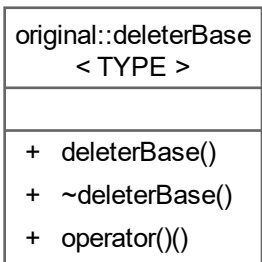 original::deleterBase
< TYPE >
+ deleterBase()
+ ~deleterBase()
+ operator()()